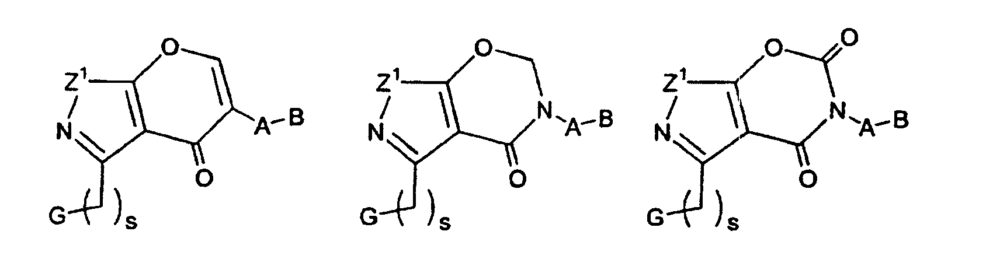 O O O O
Z¹ Z¹ Z¹
N A–B N N A–B N N A–B
O O O
G ( )s G ( )s G ( )s